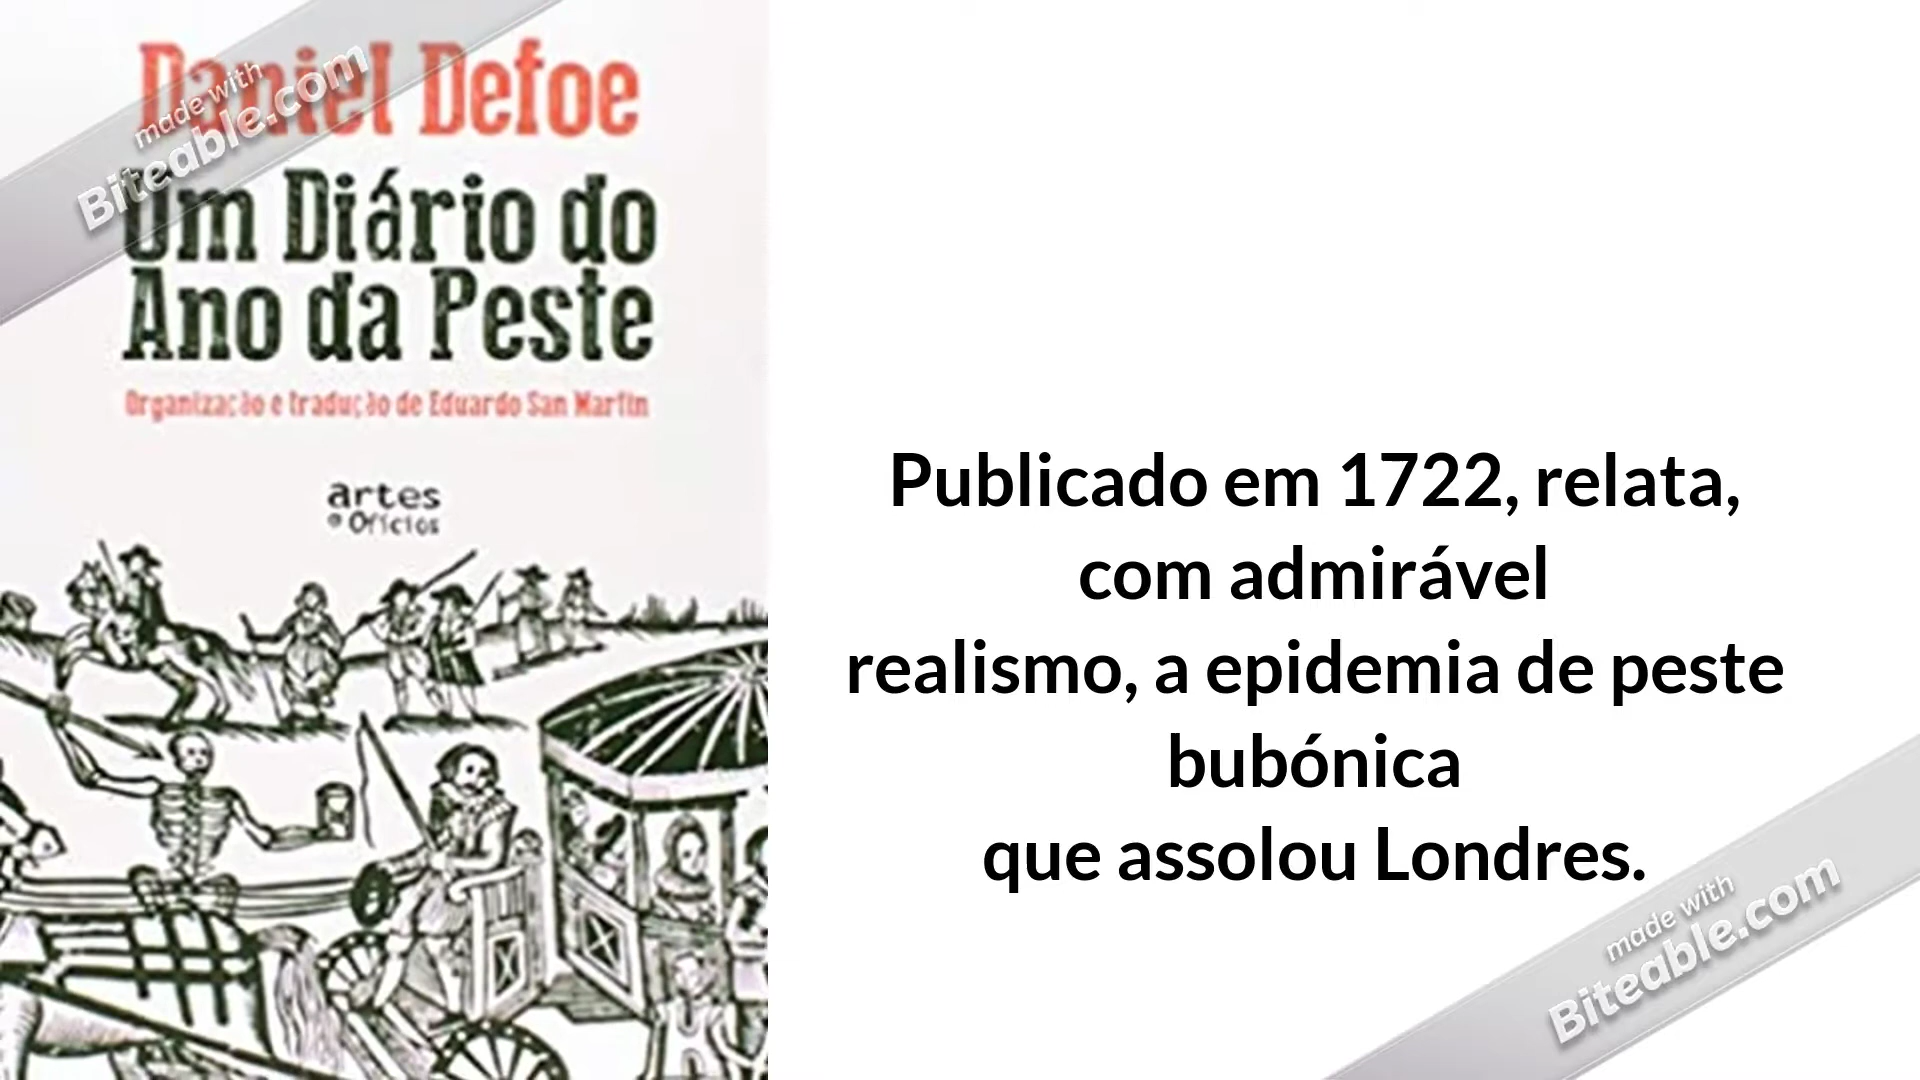 Daniel Defoe
Um Diário do
Ano da Peste
Organização e tradução de Eduardo San Martin
artes
e Ofícios
made with
Biteable.com
Publicado em 1722, relata,
com admirável
realismo, a epidemia de peste
bubónica
que assolou Londres.
made with
Biteable.com